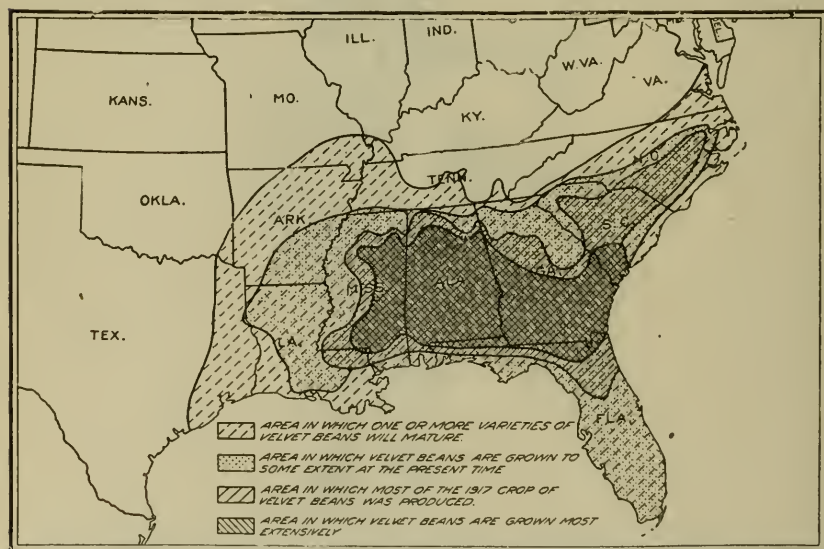 ILL.
IND.
DEL.
W.VA.
VA.
KANS.
MO.
KY.
N.C.
TENN.
OKLA.
ARK.
S.C.
GA.
MISS.
ALA.
TEX.
LA.
FLA.
AREA IN WHICH ONE OR MORE VARIETIES OF
VELVET BEANS WILL MATURE.
AREA IN WHICH VELVET BEANS ARE GROWN TO
SOME EXTENT AT THE PRESENT TIME
AREA IN WHICH MOST OF THE 1917 CROP OF
VELVET BEANS WAS PRODUCED.
AREA IN WHICH VELVET BEANS ARE GROWN MOST
EXTENSIVELY